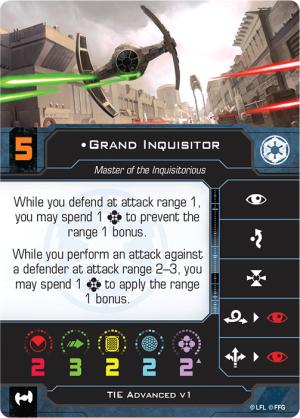 5
•Grand Inquisitor
Master of the Inquisitorious
While you defend at attack range 1,
you may spend 1 to prevent the
range 1 bonus.
While you perform an attack against
a defender at attack range 2–3, you
may spend 1 to apply the range
1 bonus.
2 3 2 2 2
TIE Advanced v1
© LFL © FFG